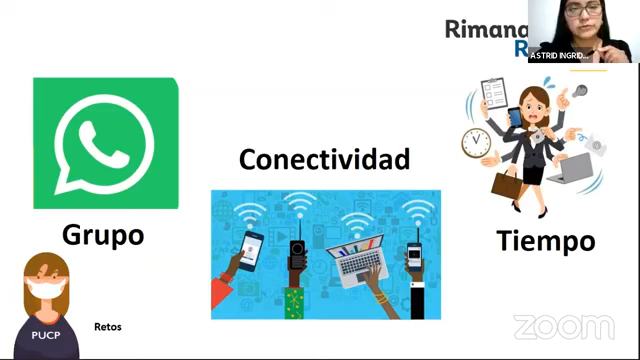 Rimana
R
ASTRID INGRID...
Conectividad
Grupo
Tiempo
PUCP
Retos
zoom